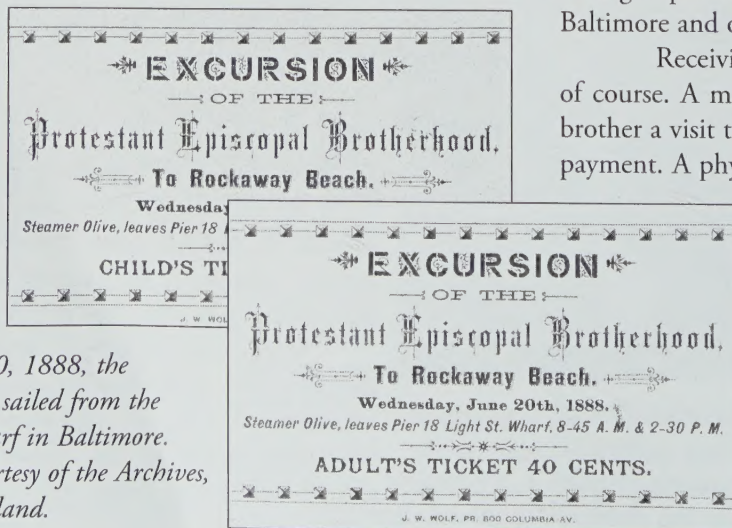 Baltimore and
Receivi
of course. A m
brother a visit t
payment. A phy
EXCURSION
OF THE
Protestant Episcopal Brotherhood,
To Rockaway Beach.
Wednesday
Steamer Olive, leaves Pier 18
CHILD'S TI
J. W. WOL
EXCURSION
OF THE
Protestant Episcopal Brotherhood,
To Rockaway Beach.
Wednesday, June 20th, 1888.
Steamer Olive, leaves Pier 18 Light St. Wharf, 8-45 A. M. & 2-30 P. M.
ADULT'S TICKET 40 CENTS.
J. W. WOLF, PR. 800 COLUMBIA AV.
0, 1888, the
sailed from the
rf in Baltimore.
rtesy of the Archives,
land.